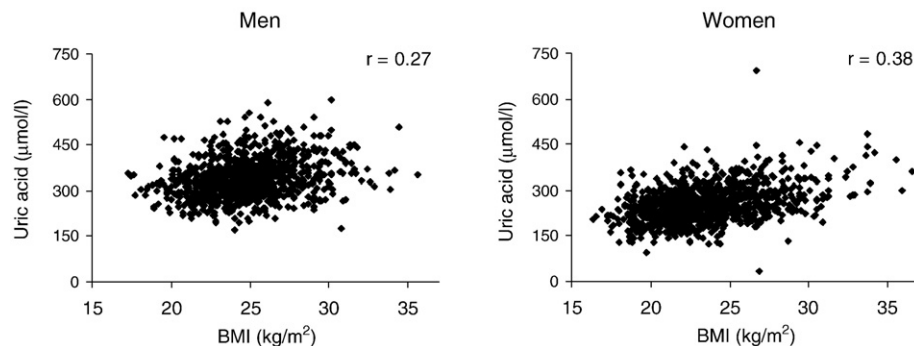 Men
r = 0.27
750
600
450
300
150
0
Uric acid (μmol/l)
15 20 25 30 35
BMI (kg/m²)
Women
r = 0.38
750
600
450
300
150
0
Uric acid (μmol/l)
15 20 25 30 35
BMI (kg/m²)